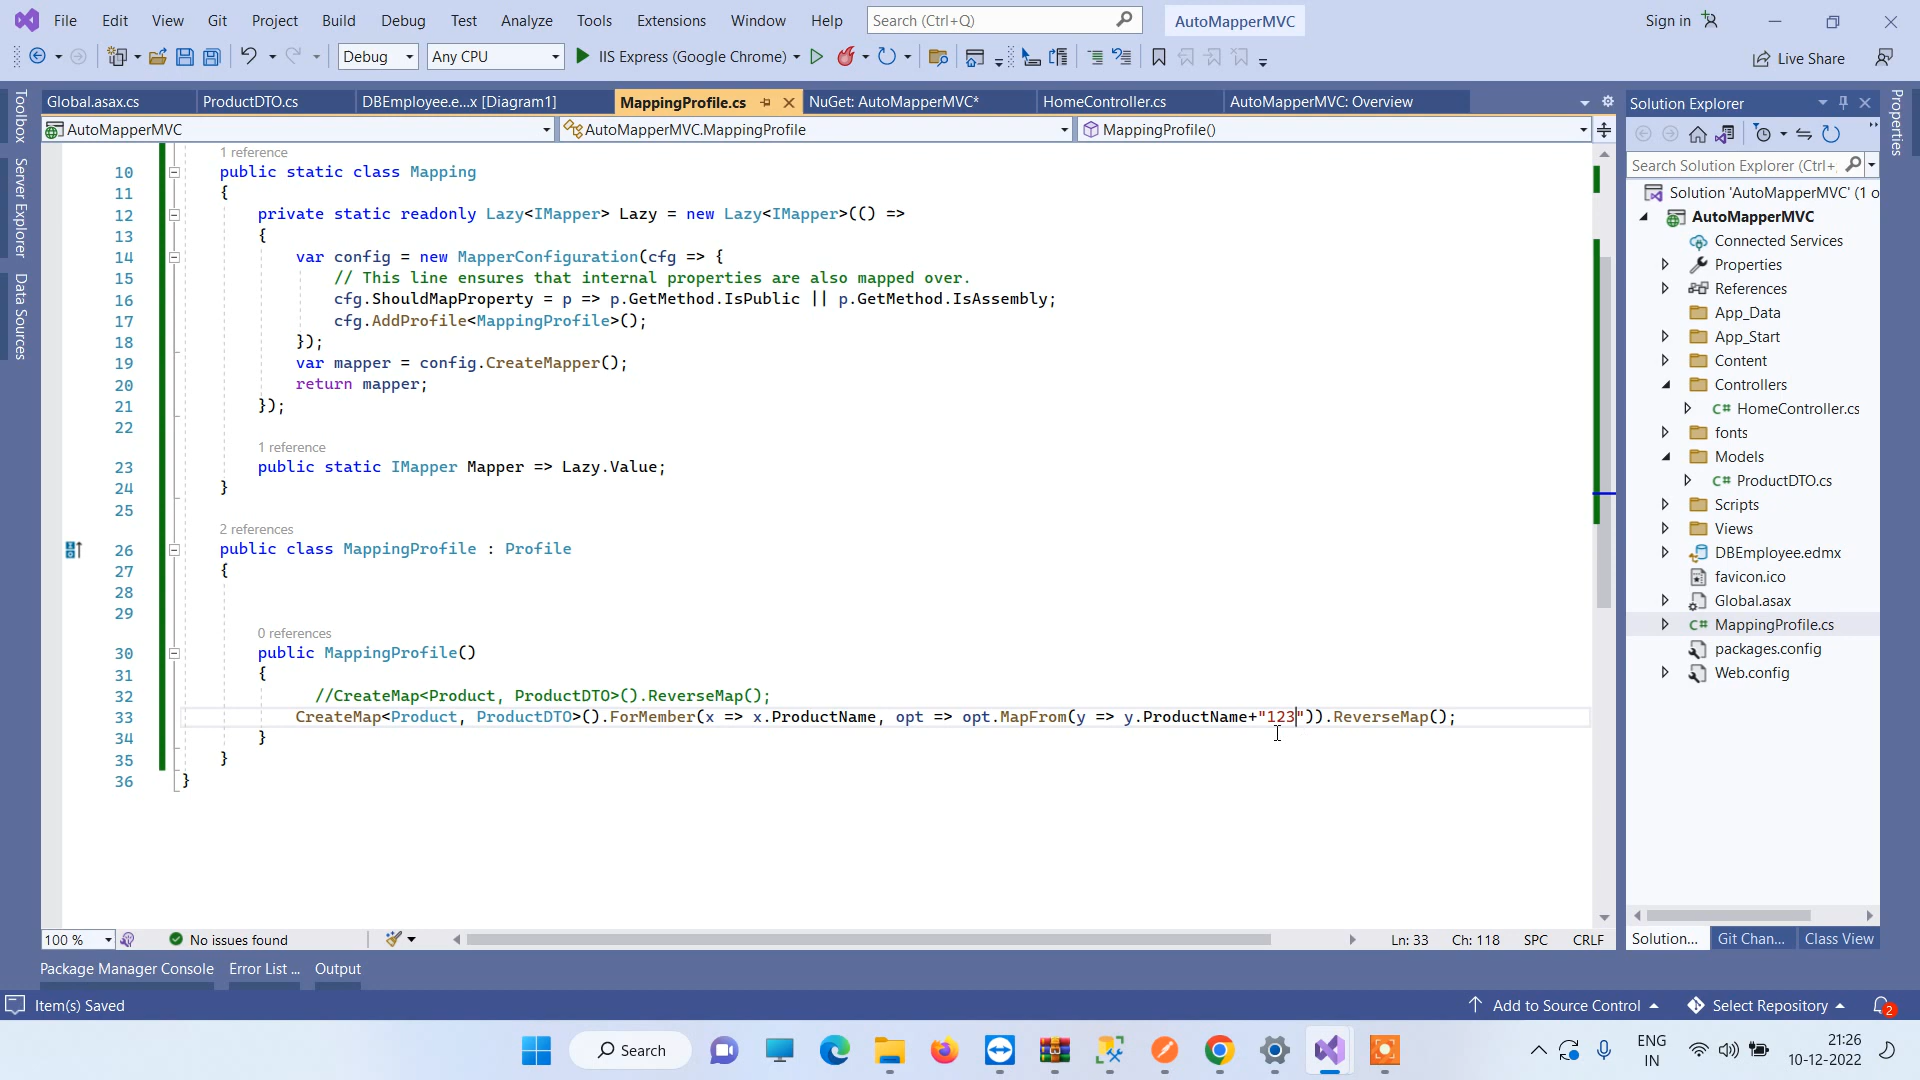 File Edit View Git Project Build Debug Test Analyze Tools Extensions Window Help Search (Ctrl+Q) AutoMapperMVC Sign in
Debug Any CPU IIS Express (Google Chrome) Live Share
Global.asax.cs ProductDTO.cs DBEmployee.e...x [Diagram1] MappingProfile.cs NuGet: AutoMapperMVC* HomeController.cs AutoMapperMVC: Overview
AutoMapperMVC AutoMapperMVC.MappingProfile MappingProfile()
Toolbox
Server Explorer
Data Sources
1 reference
10 public static class Mapping
11 {
12 private static readonly Lazy<IMapper> Lazy = new Lazy<IMapper>(() =>
13 {
14 var config = new MapperConfiguration(cfg => {
15 // This line ensures that internal properties are also mapped over.
16 cfg.ShouldMapProperty = p => p.GetMethod.IsPublic || p.GetMethod.IsAssembly;
17 cfg.AddProfile<MappingProfile>();
18 });
19 var mapper = config.CreateMapper();
20 return mapper;
21 });
22
1 reference
23 public static IMapper Mapper => Lazy.Value;
24 }
25
2 references
26 public class MappingProfile : Profile
27 {
28
29
0 references
30 public MappingProfile()
31 {
32 //CreateMap<Product, ProductDTO>().ReverseMap();
33 CreateMap<Product, ProductDTO>().ForMember(x => x.ProductName, opt => opt.MapFrom(y => y.ProductName+"123")).ReverseMap();
34 }
35 }
36 }
100 % No issues found Ln: 33 Ch: 118 SPC CRLF
Solution Explorer
Search Solution Explorer (Ctrl+;
Solution 'AutoMapperMVC' (1 o
AutoMapperMVC
Connected Services
Properties
References
App_Data
App_Start
Content
Controllers
C# HomeController.cs
fonts
Models
C# ProductDTO.cs
Scripts
Views
DBEmployee.edmx
favicon.ico
Global.asax
C# MappingProfile.cs
packages.config
Web.config
Solution... Git Chan... Class View
Properties
Package Manager Console Error List ... Output
Item(s) Saved Add to Source Control Select Repository 2
Search ENG IN 21:26 10-12-2022